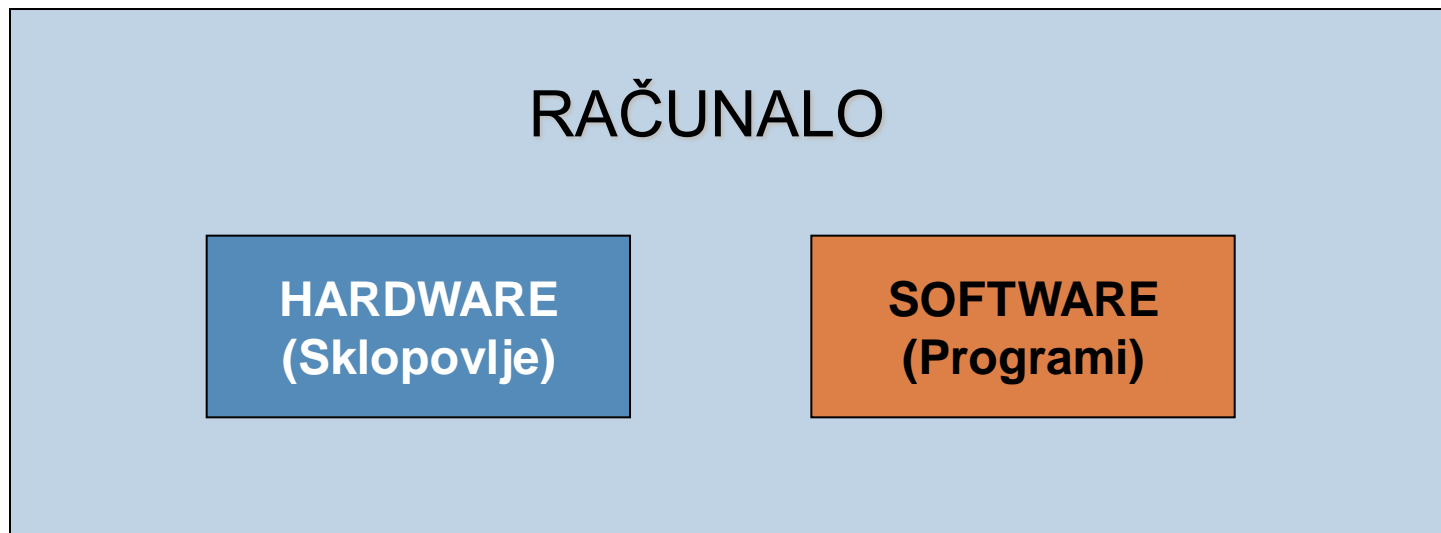 RAČUNALO
HARDWARE
(Sklopovlje)
SOFTWARE
(Programi)